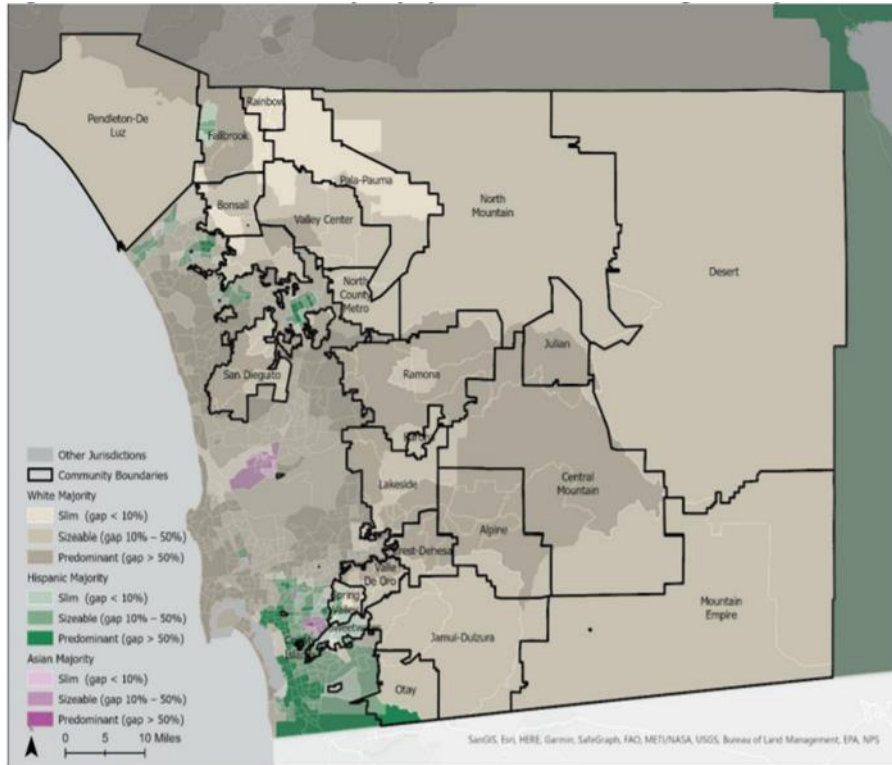 Pendleton-De
Luz
Rainbow
Fallbrook
Pala-Pauma
Bonsall
Valley Center
North
Mountain
North
County
Metro
Desert
San Dieguito
Ramona
Julian
Lakeside
Central
Mountain
Alpine
Crest-Dehesa
Valle
De Oro
Spring
Valley
Mountain
Empire
Jamul-Dulzura
Otay
Other Jurisdictions
Community Boundaries
White Majority
Slim (gap < 10%)
Sizeable (gap 10% – 50%)
Predominant (gap > 50%)
Hispanic Majority
Slim (gap < 10%)
Sizeable (gap 10% – 50%)
Predominant (gap > 50%)
Asian Majority
Slim (gap < 10%)
Sizeable (gap 10% – 50%)
Predominant (gap > 50%)
0 5 10 Miles
SanGIS, Esri, HERE, Garmin, SafeGraph, FAO, METI/NASA, USGS, Bureau of Land Management, EPA, NPS